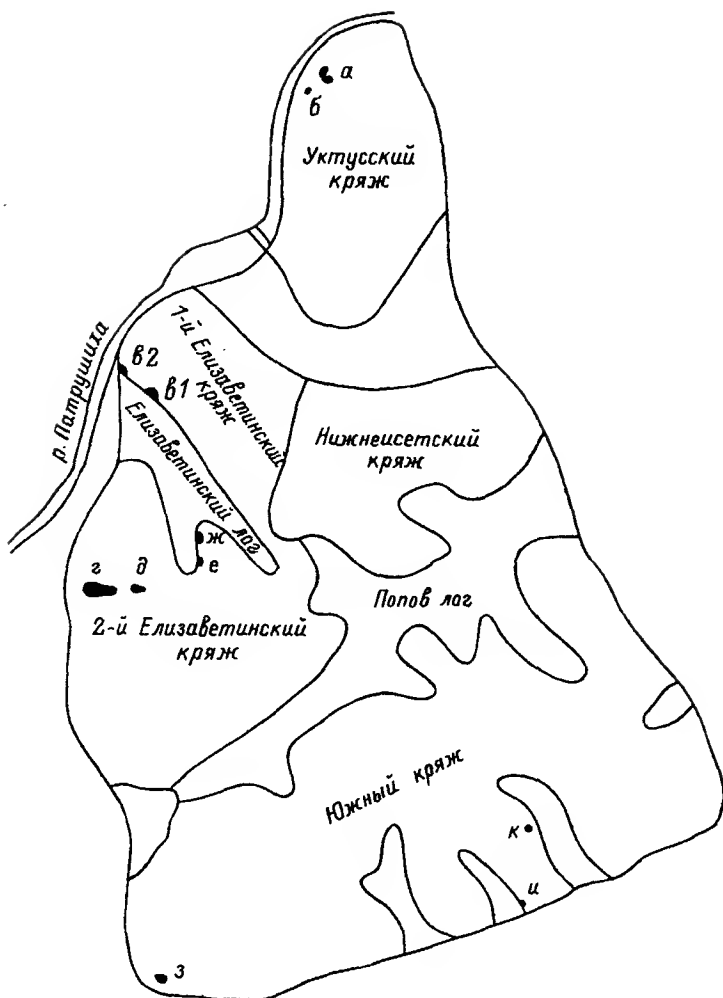 а
б
Уктусский
кряж
р. Патрушиха
1-й Елизаветинский
кряж
в2
в1
Елизаветинский лог
Нижнеисетский
кряж
ж
е
г
д
Попов лог
2-й Елизаветинский
кряж
Южный кряж
к
и
з